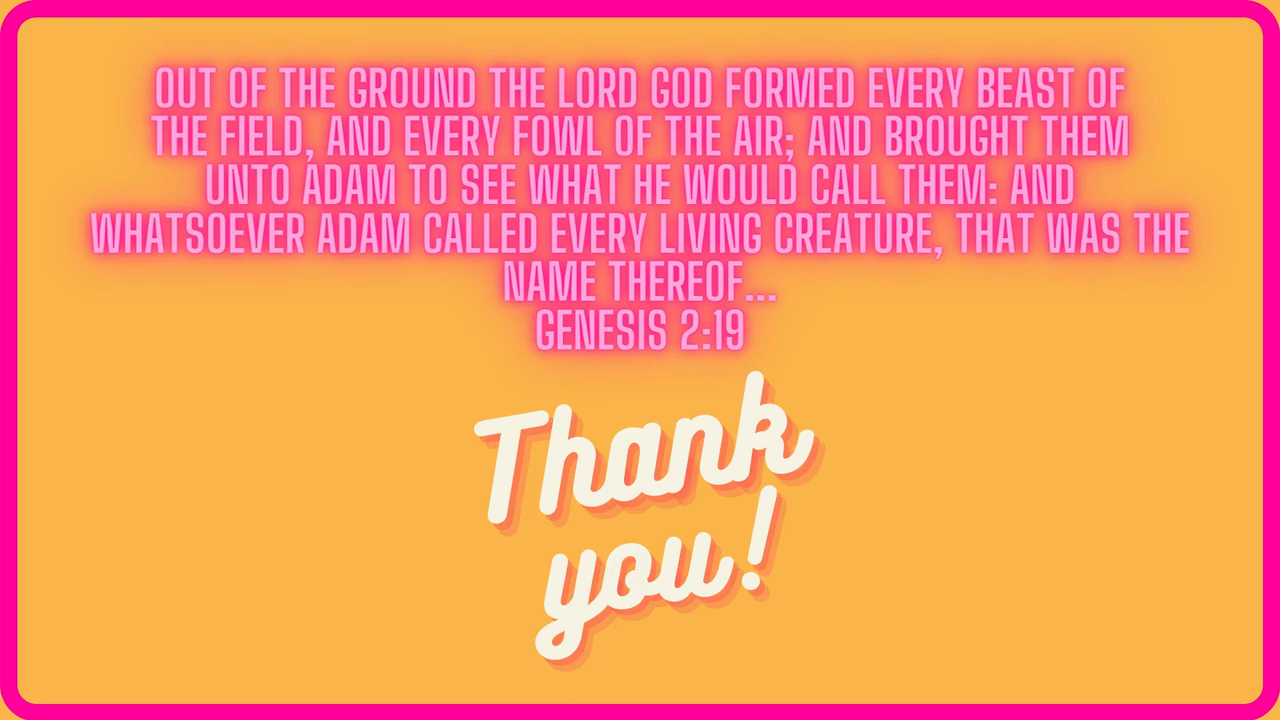 OUT OF THE GROUND THE LORD GOD FORMED EVERY BEAST OF
THE FIELD, AND EVERY FOWL OF THE AIR; AND BROUGHT THEM
UNTO ADAM TO SEE WHAT HE WOULD CALL THEM: AND
WHATSOEVER ADAM CALLED EVERY LIVING CREATURE, THAT WAS THE
NAME THEREOF...
GENESIS 2:19
Thank
you!